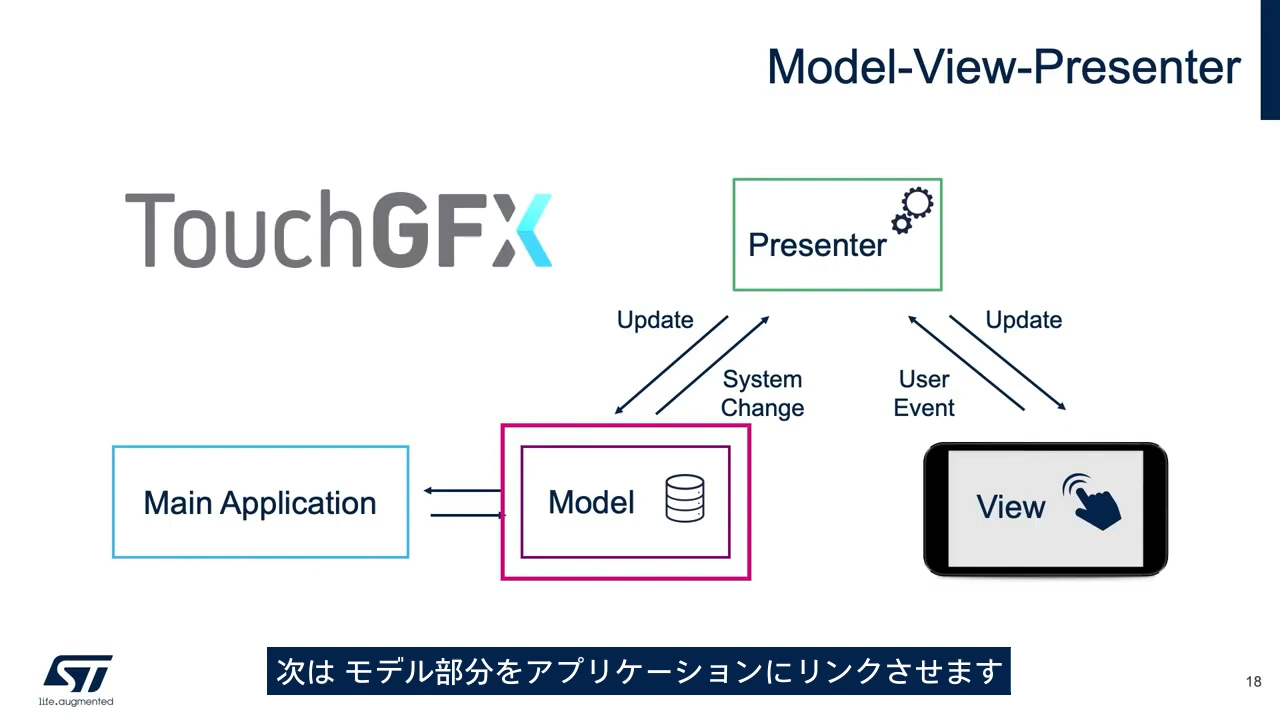 Model-View-Presenter
TouchGFX
Presenter
Update
Update
System
Change
User
Event
Main Application
Model
View
次は モデル部分をアプリケーションにリンクさせます
ST
life.augmented
18